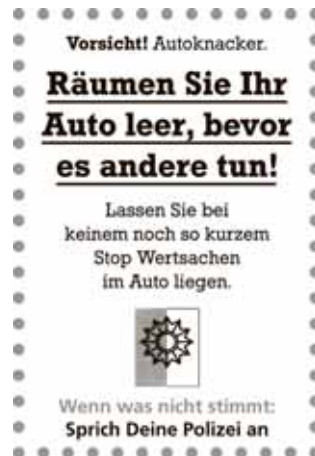 Vorsicht! Autoknacker.
Räumen Sie Ihr
Auto leer, bevor
es andere tun!
Lassen Sie bei
keinem noch so kurzem
Stop Wertsachen
im Auto liegen.
Wenn was nicht stimmt:
Sprich Deine Polizei an